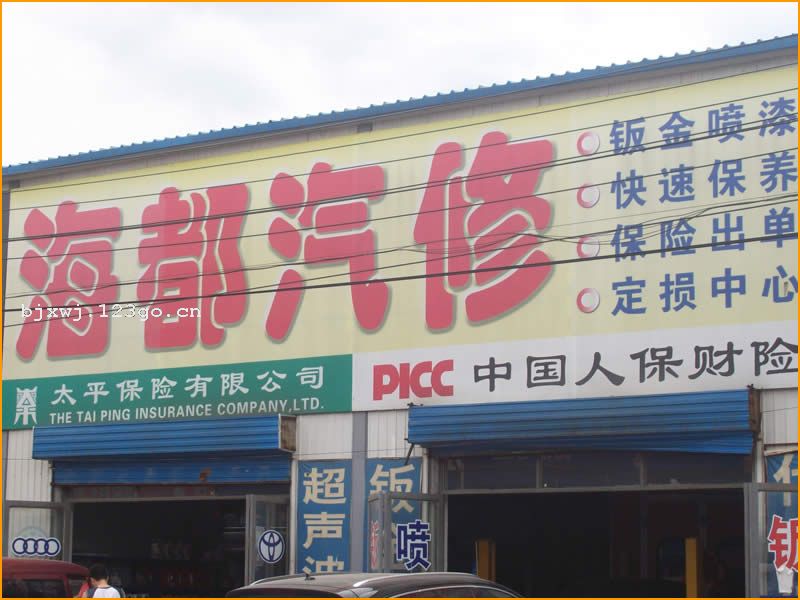 海都汽修
钣金喷漆
快速保养
保险出单
定损中心
bjxwj.123go.cn
太平保险有限公司
THE TAI PING INSURANCE COMPANY,LTD.
PICC 中国人保财险
超声波
钣金
喷
钣